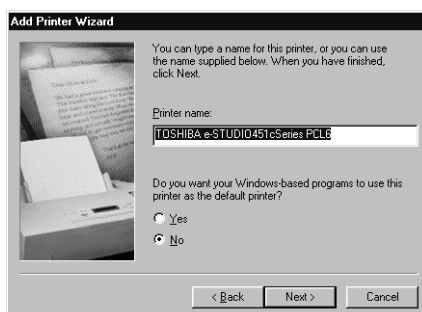 Add Printer Wizard
You can type a name for this printer, or you can use
the name supplied below. When you have finished,
click Next.
Printer name:
TOSHIBA e-STUDIO451cSeries PCL6
Do you want your Windows-based programs to use this
printer as the default printer?
Yes
No
< Back
Next >
Cancel